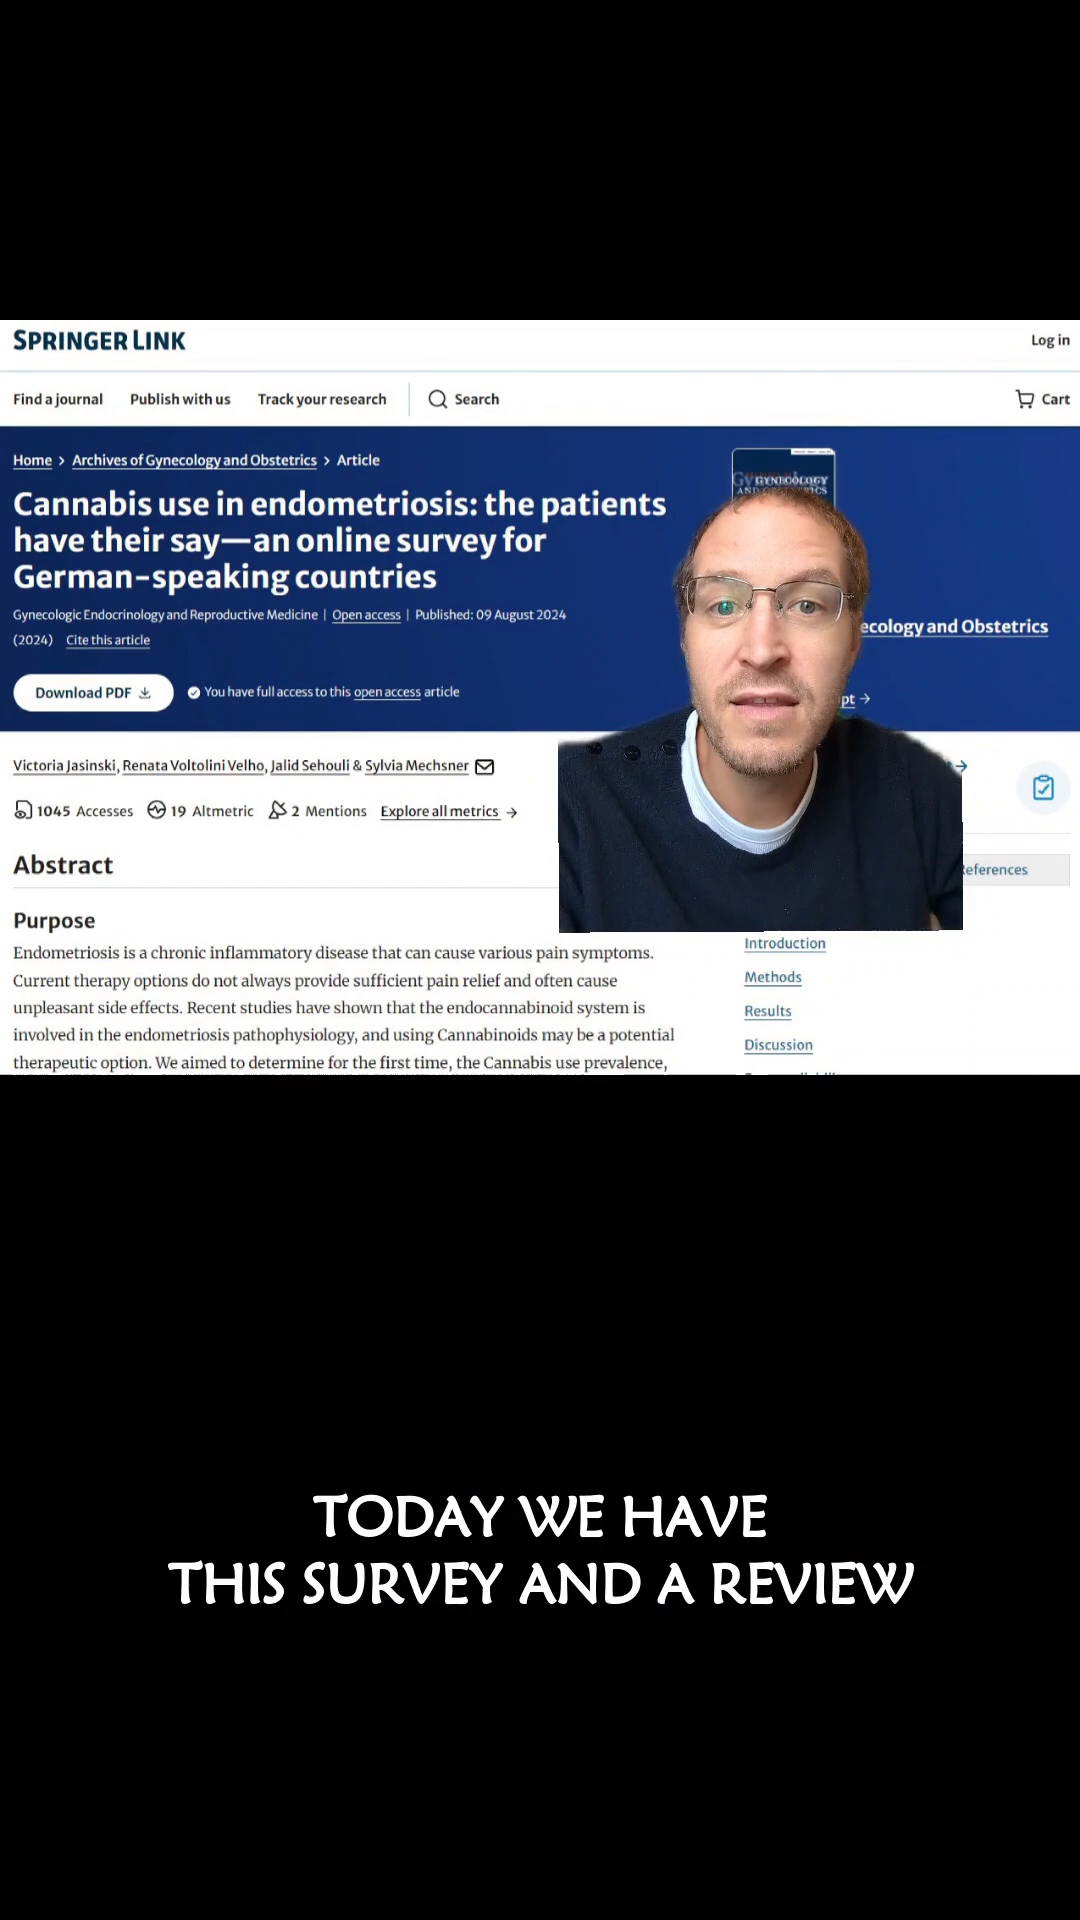 SPRINGER LINK
Log in
Find a journal
Publish with us
Track your research
Search
Cart
Home > Archives of Gynecology and Obstetrics > Article
GYNECOLOGY
Cannabis use in endometriosis: the patients
have their say—an online survey for
German-speaking countries
Gynecologic Endocrinology and Reproductive Medicine | Open access | Published: 09 August 2024
(2024) Cite this article
ecology and Obstetrics
Download PDF
You have full access to this open access article
pt →
Victoria Jasinski, Renata Voltolini Velho, Jalid Sehouli & Sylvia Mechsner
1045 Accesses
19 Altmetric
2 Mentions
Explore all metrics →
Abstract
References
Purpose
Endometriosis is a chronic inflammatory disease that can cause various pain symptoms.
Current therapy options do not always provide sufficient pain relief and often cause
unpleasant side effects. Recent studies have shown that the endocannabinoid system is
involved in the endometriosis pathophysiology, and using Cannabinoids may be a potential
therapeutic option. We aimed to determine for the first time, the Cannabis use prevalence,
Introduction
Methods
Results
Discussion
TODAY WE HAVE
THIS SURVEY AND A REVIEW